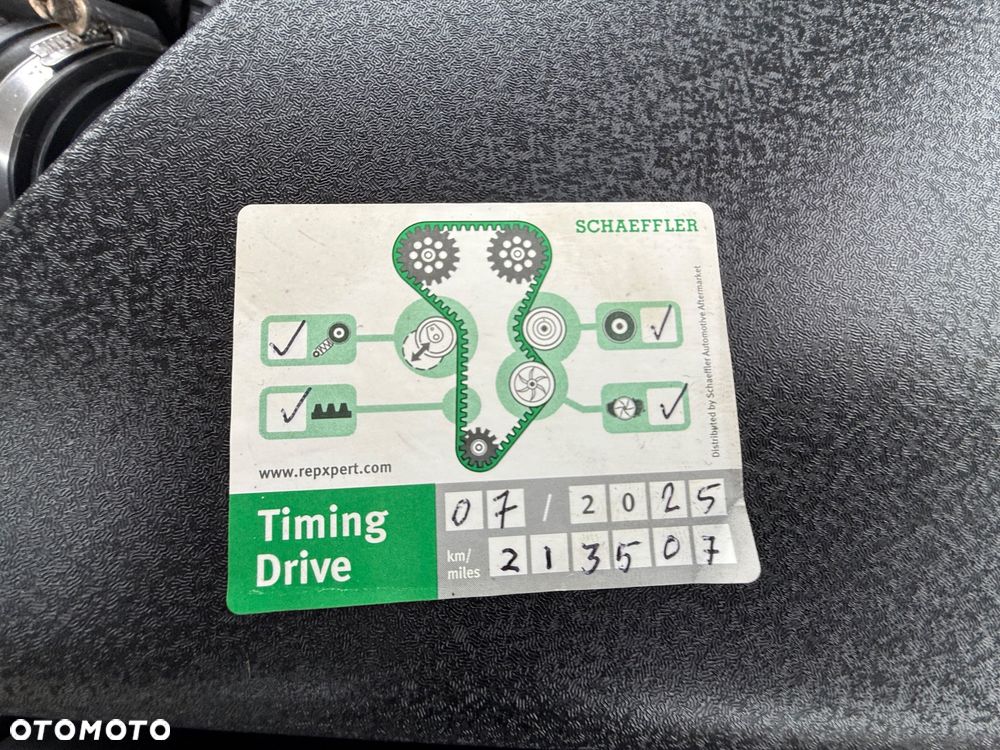 SCHAEFFLER
Distributed by Schaeffler Automotive Aftermarket
www.repxpert.com
Timing
Drive
07 / 2025
km/
miles
213507
OTOMOTO